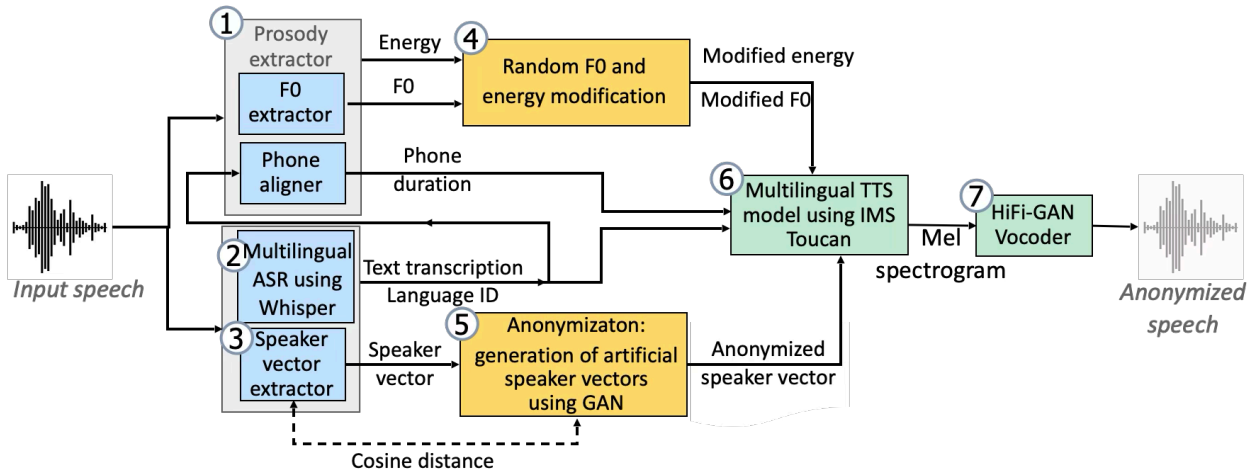 1
Prosody
extractor
F0
extractor
Phone
aligner
Energy
F0
4
Random F0 and
energy modification
Modified energy
Modified F0
Phone
duration
Input speech
2
Multilingual
ASR using
Whisper
Text transcription
Language ID
3
Speaker
vector
extractor
Speaker
vector
5
Anonymizaton:
generation of artificial
speaker vectors
using GAN
Anonymized
speaker vector
Cosine distance
6
Multilingual TTS
model using IMS
Toucan
Mel
spectrogram
7
HiFi-GAN
Vocoder
Anonymized
speech